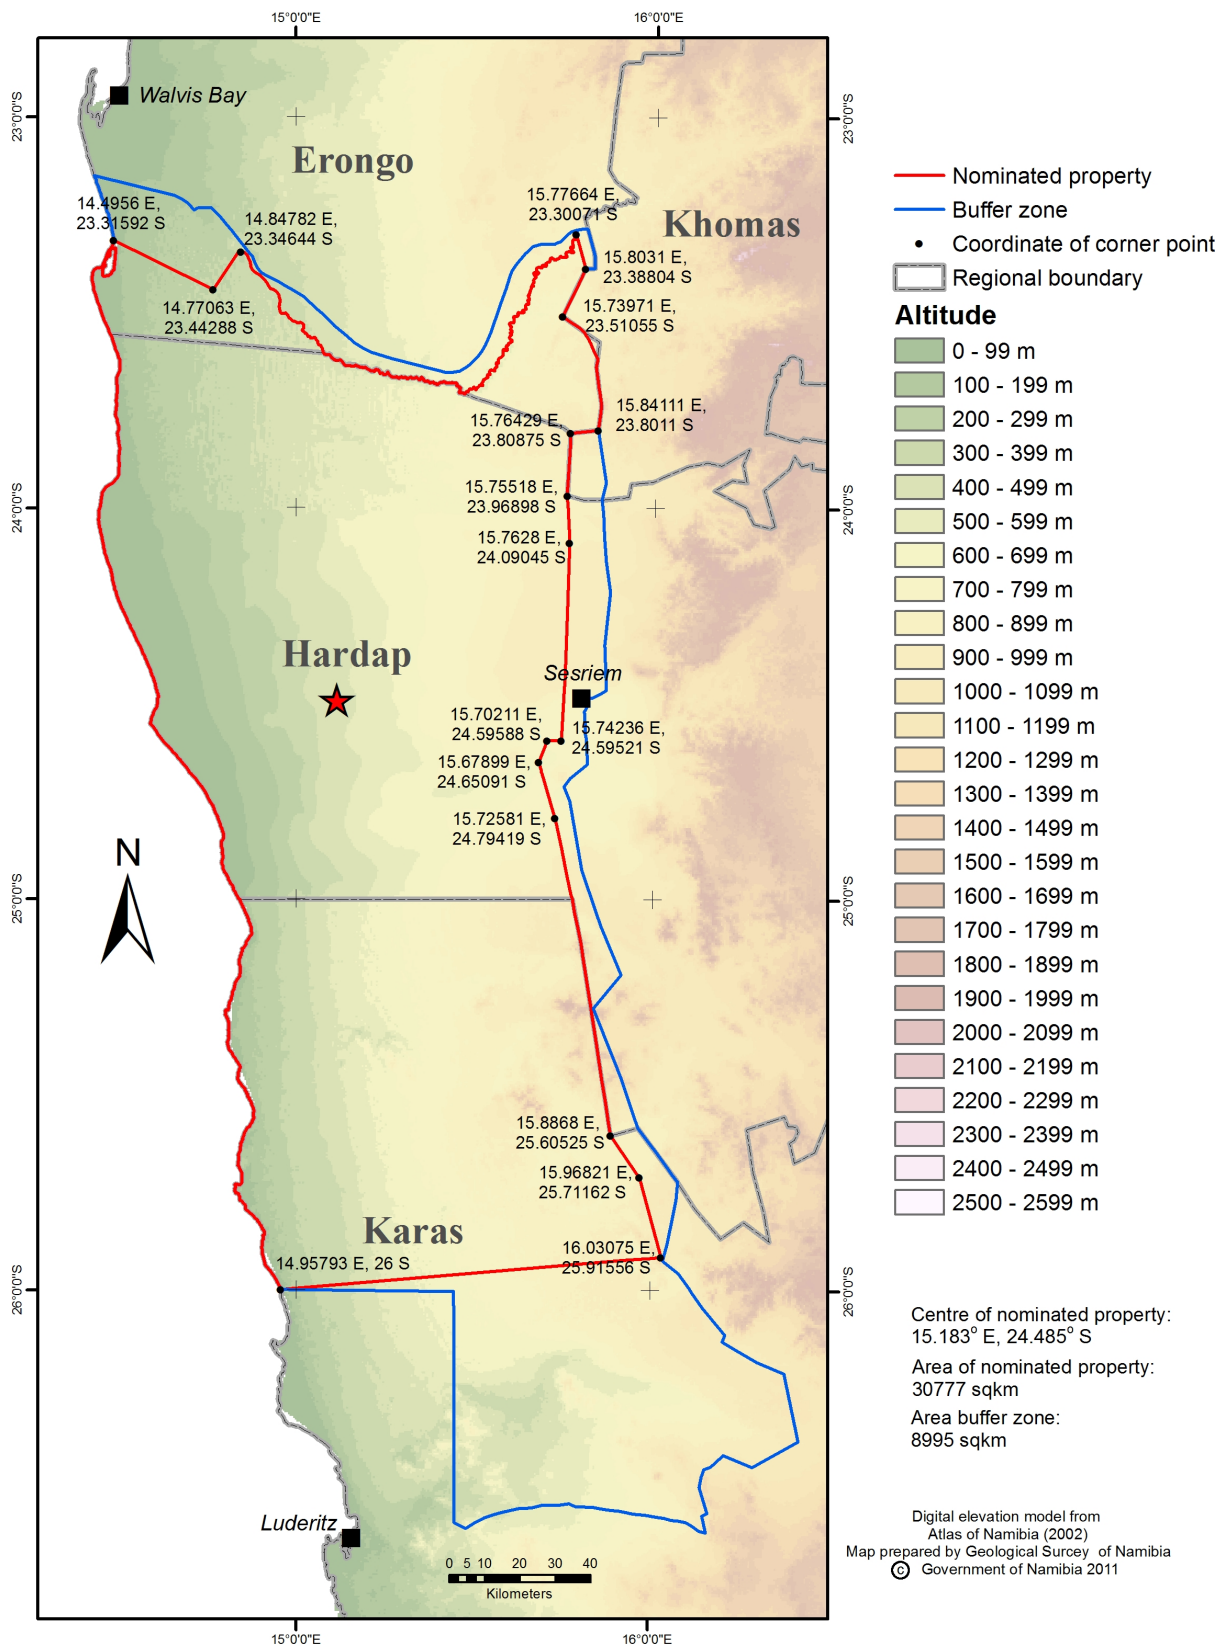 15°0'0"E
16°0'0"E
Walvis Bay
23°0'0"S
23°0'0"S
Erongo
Khomas
14.4956 E,
23.31592 S
14.84782 E,
23.34644 S
14.77063 E,
23.44288 S
15.77664 E,
23.30071 S
15.8031 E,
23.38804 S
15.73971 E,
23.51055 S
15.84111 E,
23.8011 S
15.76429 E,
23.80875 S
15.75518 E,
23.96898 S
24°0'0"S
24°0'0"S
15.7628 E,
24.09045 S
Hardap
Sesriem
15.70211 E,
24.59588 S
15.74236 E,
24.59521 S
15.67899 E,
24.65091 S
15.72581 E,
24.79419 S
N
25°0'0"S
25°0'0"S
15.8868 E,
25.60525 S
15.96821 E,
25.71162 S
Karas
16.03075 E,
25.91556 S
14.95793 E, 26 S
26°0'0"S
26°0'0"S
Luderitz
0 5 10 20 30 40
Kilometers
15°0'0"E
16°0'0"E
Nominated property
Buffer zone
Coordinate of corner point
Regional boundary
Altitude
0 - 99 m
100 - 199 m
200 - 299 m
300 - 399 m
400 - 499 m
500 - 599 m
600 - 699 m
700 - 799 m
800 - 899 m
900 - 999 m
1000 - 1099 m
1100 - 1199 m
1200 - 1299 m
1300 - 1399 m
1400 - 1499 m
1500 - 1599 m
1600 - 1699 m
1700 - 1799 m
1800 - 1899 m
1900 - 1999 m
2000 - 2099 m
2100 - 2199 m
2200 - 2299 m
2300 - 2399 m
2400 - 2499 m
2500 - 2599 m
Centre of nominated property:
15.183° E, 24.485° S
Area of nominated property:
30777 sqkm
Area buffer zone:
8995 sqkm
Digital elevation model from
Atlas of Namibia (2002)
Map prepared by Geological Survey of Namibia
© Government of Namibia 2011